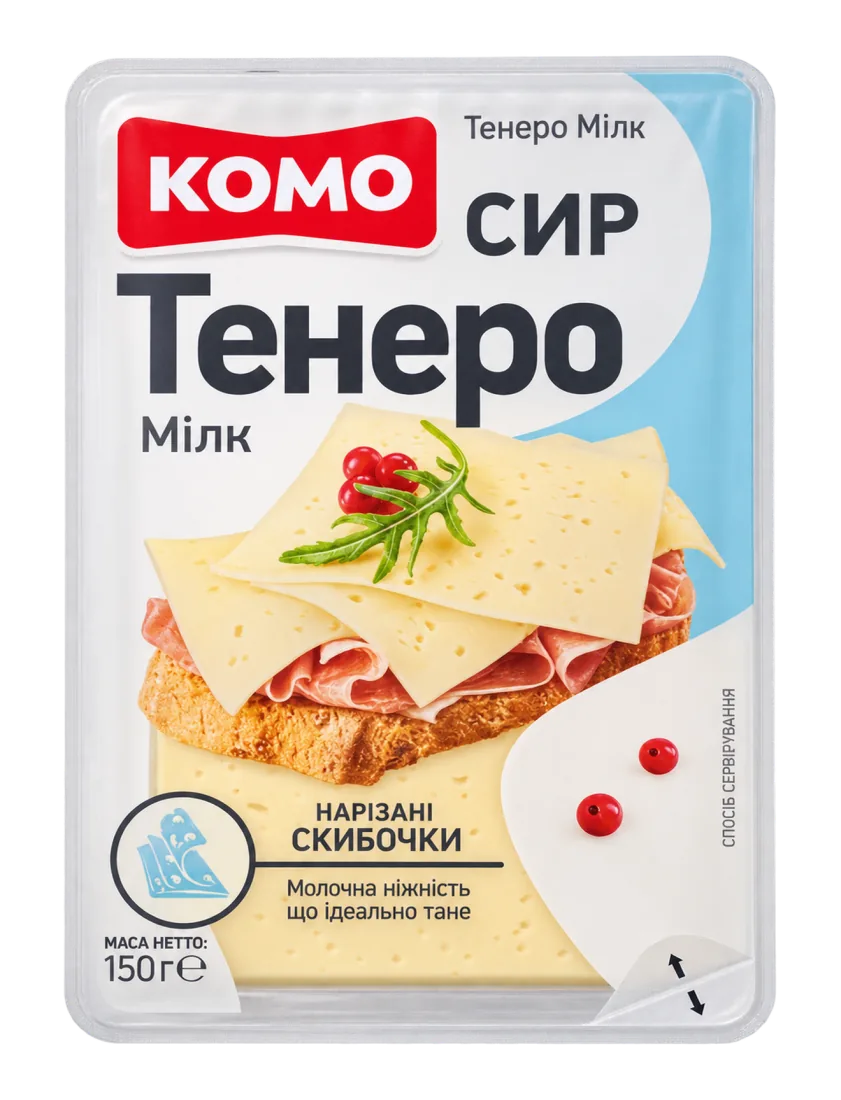 Тенеро Мілк
КОМО
СИР
Тенеро
Мілк
СПОСІБ СЕРВІРУВАННЯ
НАРІЗАНІ
СКИБОЧКИ
Молочна ніжність
що ідеально тане
МАСА НЕТТО:
150г℮